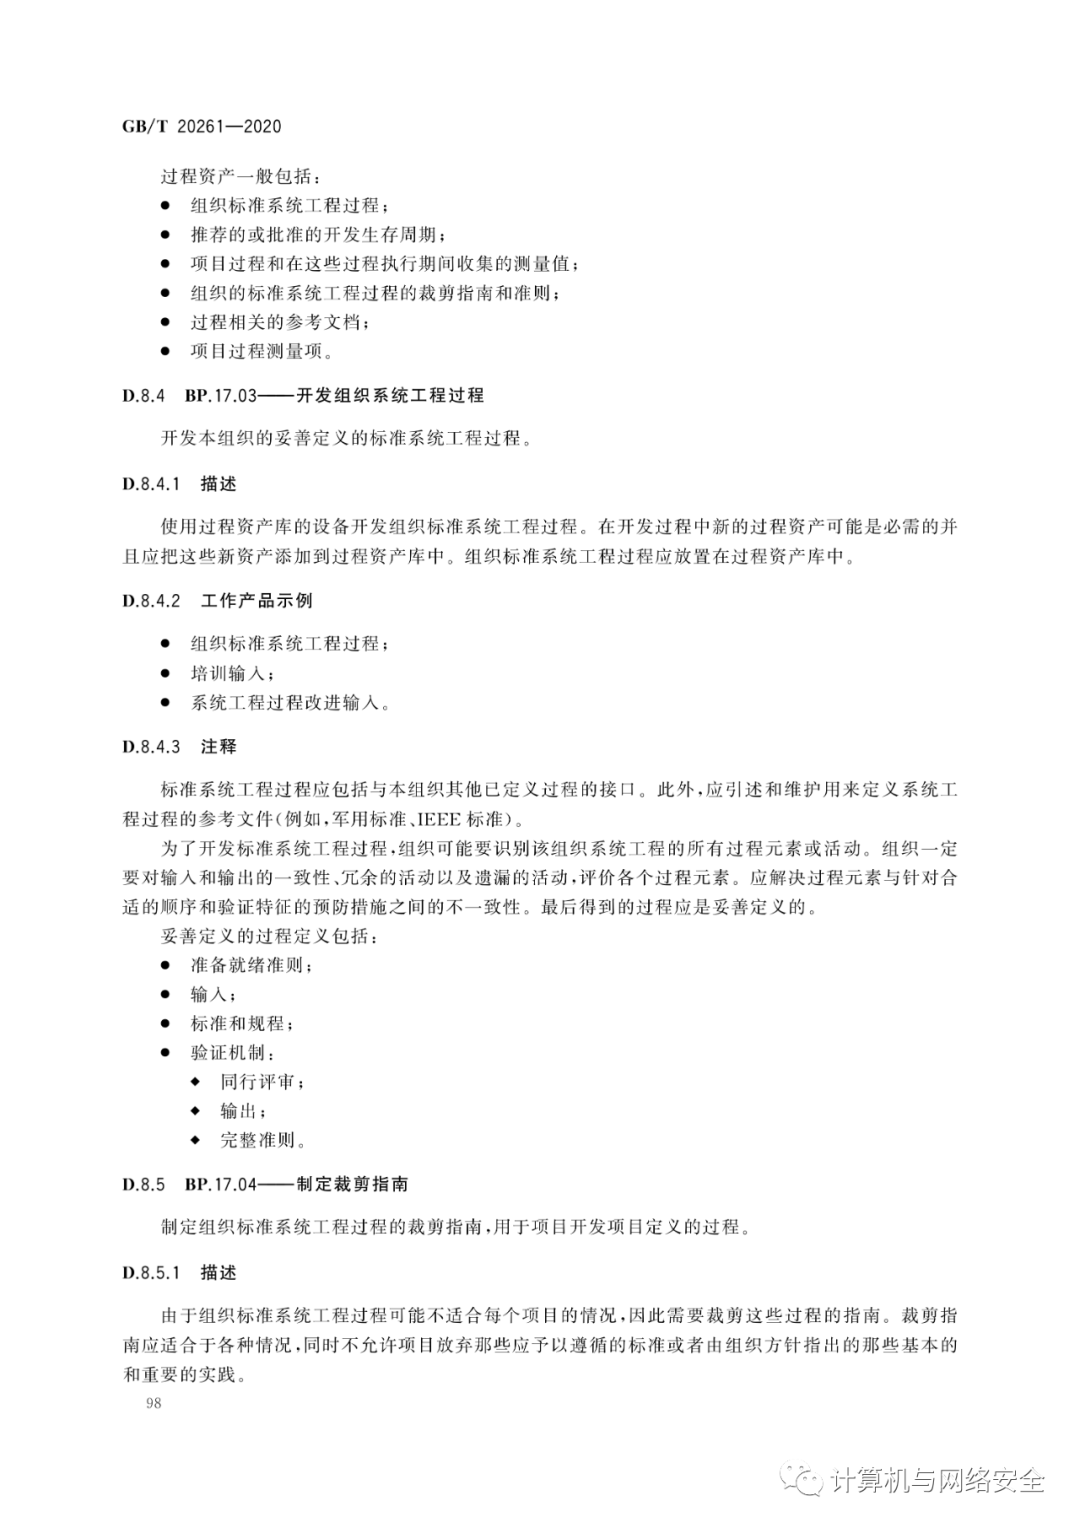 GB/T 20261—2020
过程资产一般包括:
● 组织标准系统工程过程;
● 推荐的或批准的开发生存周期;
● 项目过程和在这些过程执行期间收集的测量值;
● 组织的标准系统工程过程的裁剪指南和准则;
● 过程相关的参考文档;
● 项目过程测量项。
D.8.4 BP.17.03——开发组织系统工程过程
开发本组织的妥善定义的标准系统工程过程。
D.8.4.1 描述
使用过程资产库的设备开发组织标准系统工程过程。在开发过程中新的过程资产可能是必需的并
且应把这些新资产添加到过程资产库中。组织标准系统工程过程应放置在过程资产库中。
D.8.4.2 工作产品示例
● 组织标准系统工程过程;
● 培训输入;
● 系统工程过程改进输入。
D.8.4.3 注释
标准系统工程过程应包括与本组织其他已定义过程的接口。此外,应引述和维护用来定义系统工
程过程的参考文件(例如,军用标准、IEEE 标准)。
为了开发标准系统工程过程,组织可能要识别该组织系统工程的所有过程元素或活动。组织一定
要对输入和输出的一致性、冗余的活动以及遗漏的活动,评价各个过程元素。应解决过程元素与针对合
适的顺序和验证特征的预防措施之间的不一致性。最后得到的过程应是妥善定义的。
妥善定义的过程定义包括:
● 准备就绪准则;
● 输入;
● 标准和规程;
● 验证机制:
◆ 同行评审;
◆ 输出;
◆ 完整准则。
D.8.5 BP.17.04——制定裁剪指南
制定组织标准系统工程过程的裁剪指南,用于项目开发项目定义的过程。
D.8.5.1 描述
由于组织标准系统工程过程可能不适合每个项目的情况,因此需要裁剪这些过程的指南。裁剪指
南应适合于各种情况,同时不允许项目放弃那些应予以遵循的标准或者由组织方针指出的那些基本的
和重要的实践。
98
计算机与网络安全